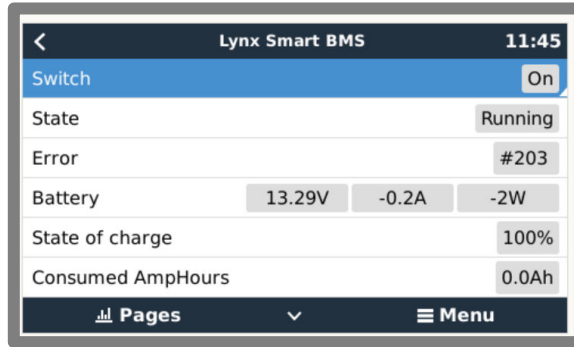 Lynx Smart BMS 11:45
Switch On
State Running
Error #203
Battery 13.29V -0.2A -2W
State of charge 100%
Consumed AmpHours 0.0Ah
Pages Menu